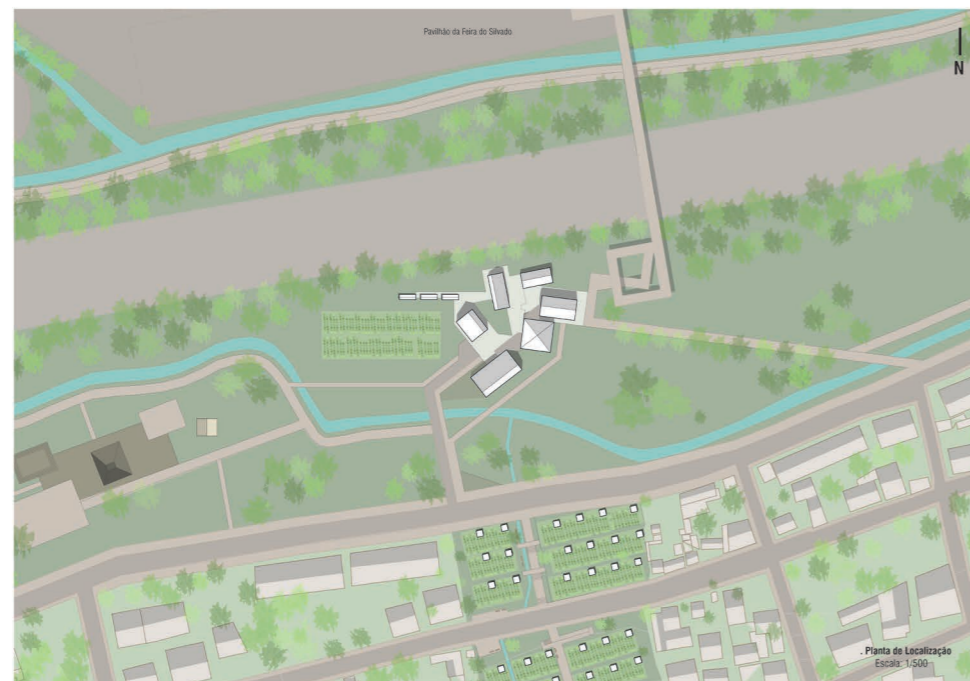 Pavilhão da Feira do Silvado
N
. Planta de Localização
Escala: 1/500